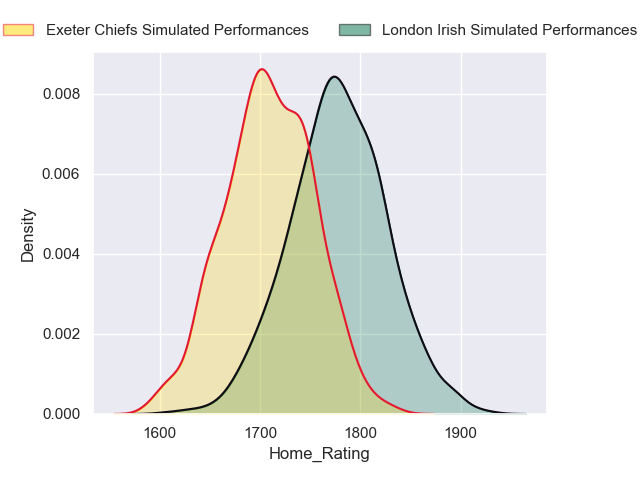 Exeter Chiefs Simulated Performances London Irish Simulated Performances
0.008
0.006
0.004
0.002
0.000
Density
1600 1700 1800 1900
Home_Rating